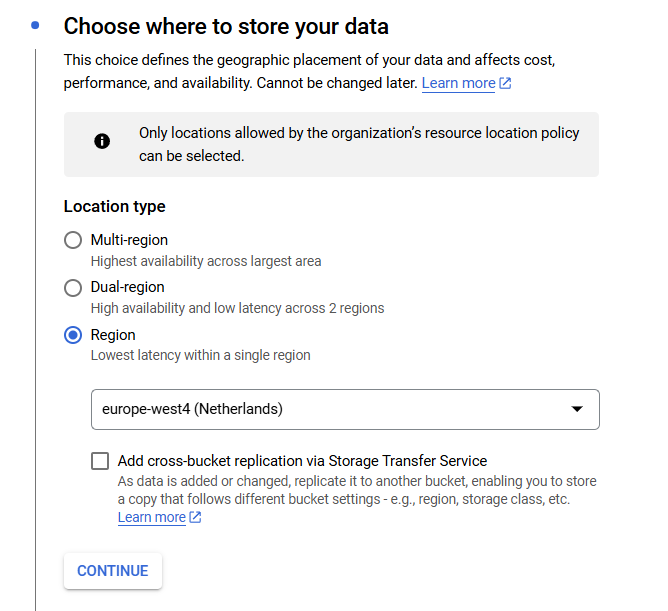 Choose where to store your data
This choice defines the geographic placement of your data and affects cost,
performance, and availability. Cannot be changed later. Learn more
Only locations allowed by the organization's resource location policy
can be selected.
Location type
Multi-region
Highest availability across largest area
Dual-region
High availability and low latency across 2 regions
Region
Lowest latency within a single region
europe-west4 (Netherlands)
Add cross-bucket replication via Storage Transfer Service
As data is added or changed, replicate it to another bucket, enabling you to store
a copy that follows different bucket settings - e.g., region, storage class, etc.
Learn more
CONTINUE